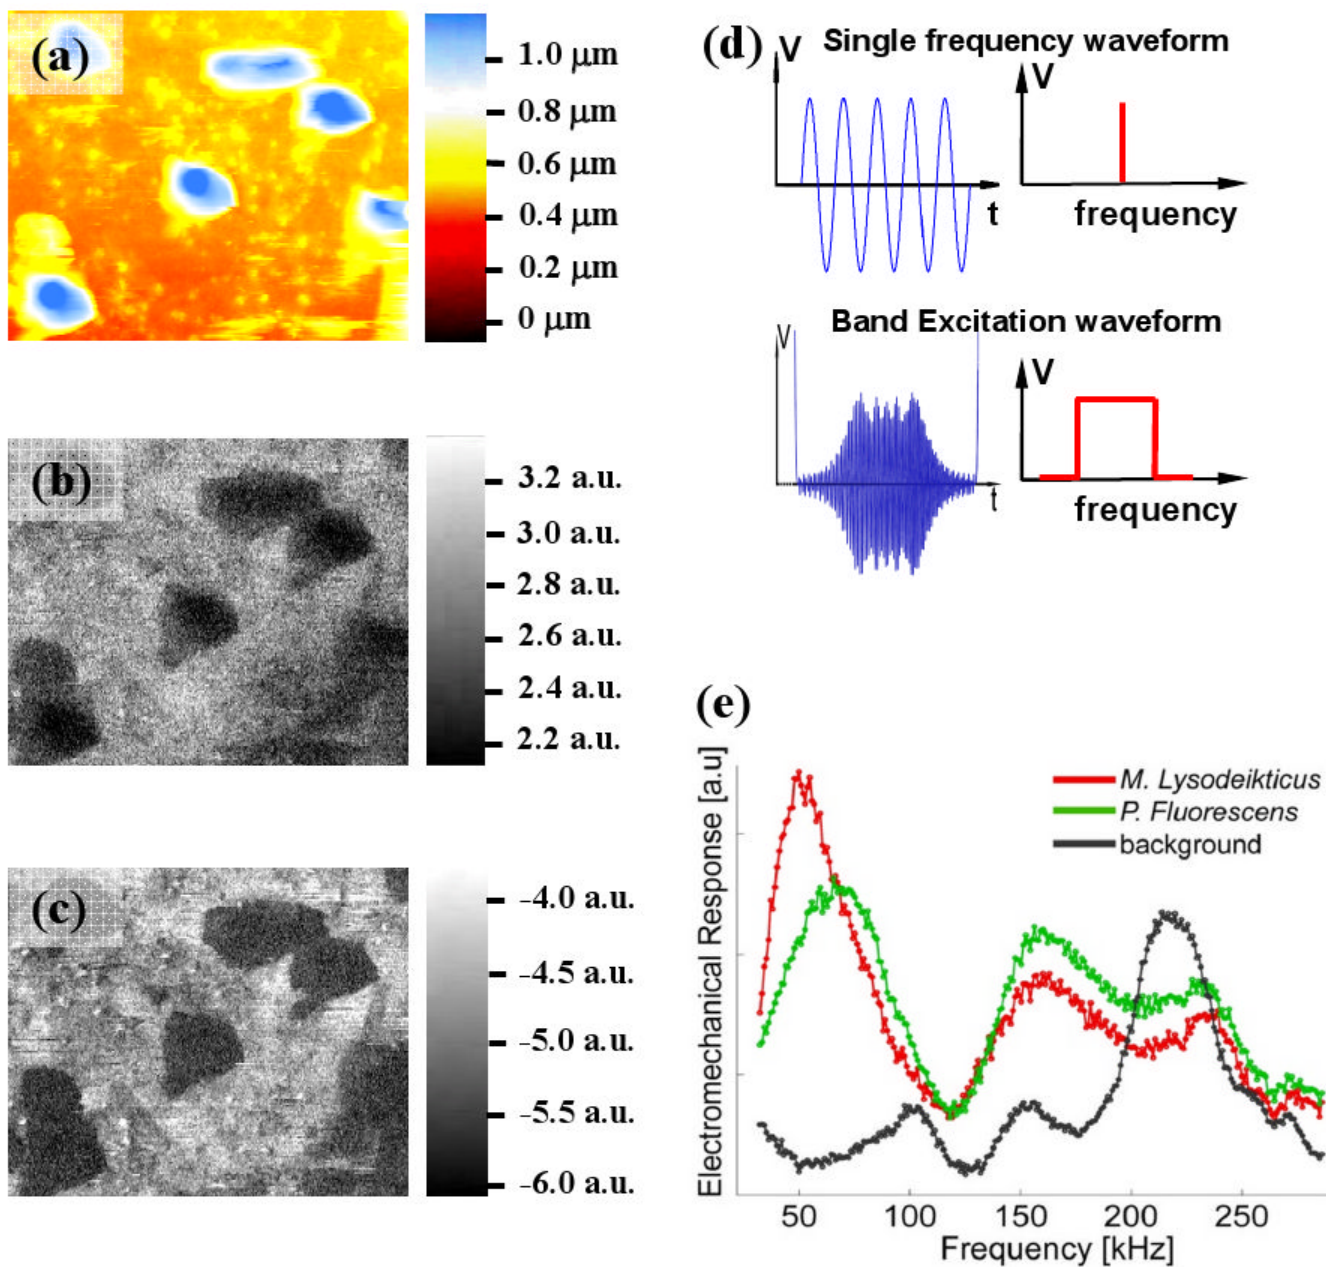 (a)
1.0 μm
0.8 μm
0.6 μm
0.4 μm
0.2 μm
0 μm
(b)
3.2 a.u.
3.0 a.u.
2.8 a.u.
2.6 a.u.
2.4 a.u.
2.2 a.u.
(c)
-4.0 a.u.
-4.5 a.u.
-5.0 a.u.
-5.5 a.u.
-6.0 a.u.
(d)
Single frequency waveform
V
t
V
frequency
Band Excitation waveform
V
t
V
frequency
(e)
Electromechanical Response [a.u]
M. Lysodeikticus
P. Fluorescens
background
50 100 150 200 250
Frequency [kHz]